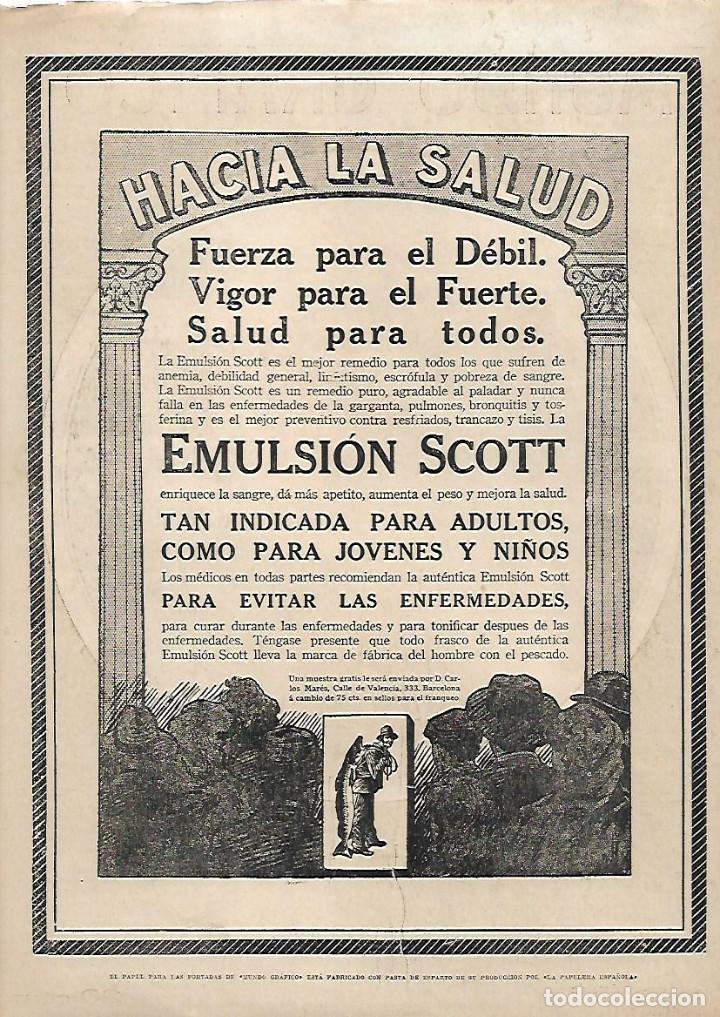 HACIA LA SALUD
Fuerza para el Débil.
Vigor para el Fuerte.
Salud para todos.
La Emulsión Scott es el mejor remedio para todos los que sufren de
anemia, debilidad general, escrófula y pobreza de sangre.
La Emulsión Scott es un remedio puro, agradable al paladar y nunca
falla en las enfermedades de la garganta, pulmones, bronquitis y tos-
ferina y es el mejor preventivo contra resfriados, trancazo y tisis. La
EMULSIÓN SCOTT
enriquece la sangre, dá más apetito, aumenta el peso y mejora la salud.
TAN INDICADA PARA ADULTOS,
COMO PARA JOVENES Y NIÑOS
Los médicos en todas partes recomiendan la auténtica Emulsión Scott
PARA EVITAR LAS ENFERMEDADES,
para curar durante las enfermedades y para tonificar despues de las
enfermedades. Téngase presente que todo frasco de la auténtica
Emulsión Scott lleva la marca de fábrica del hombre con el pescado.
Una muestra gratis le será enviada por D. Car-
los Marés, Calle de Valencia, 333. Barcelona
á cambio de 75 cts. en sellos para el franqueo
EL PAPEL PARA LAS PORTADAS DE «MUNDO GRÁFICO» ESTÁ FABRICADO CON PASTA DE ESPARTO DE SU PRODUCCIÓN POR «LA PAPELERA ESPAÑOLA»
todocoleccion